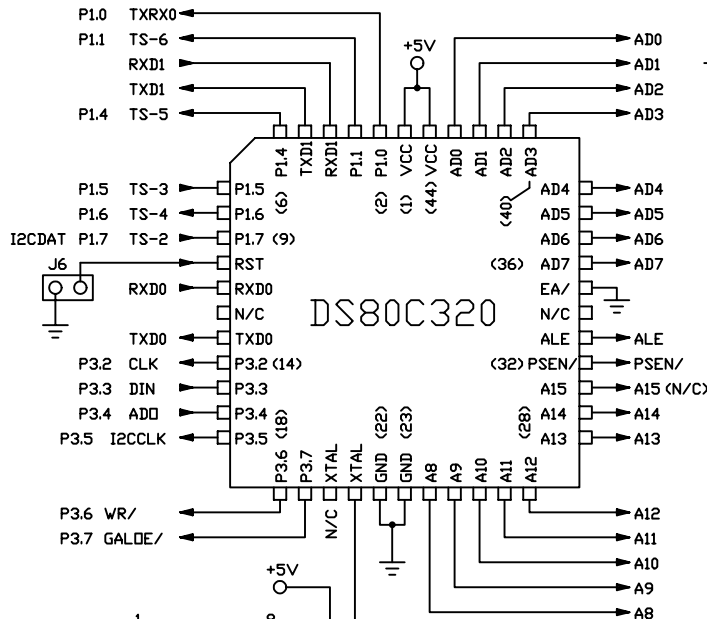 P1.0 TXRX0
P1.1 TS-6
RXD1
TXD1
P1.4 TS-5
+5V
AD0
AD1
AD2
AD3
P1.4
TXD1
RXD1
P1.1
P1.0
VCC
VCC
AD0
AD1
AD2
AD3
(6)
(2)
(1)
(44)
(40)
P1.5 TS-3
P1.5
AD4
AD4
P1.6 TS-4
P1.6
AD5
AD5
I2CDAT P1.7 TS-2
P1.7 (9)
AD6
AD6
J6
RST
(36) AD7
AD7
RXD0
RXD0
EA/
N/C
DS80C320
N/C
TXD0
TXD0
ALE
ALE
P3.2 CLK
P3.2 (14)
(32) PSEN/
PSEN/
P3.3 DIN
P3.3
A15
A15 (N/C)
P3.4 ADO
P3.4
A14
A14
P3.5 I2CCLK
P3.5
A13
A13
(18)
(22)
(23)
(28)
P3.6
P3.7
XTAL
XTAL
GND
GND
A8
A9
A10
A11
A12
P3.6 WR/
N/C
A12
P3.7 GALOE/
A11
A10
+5V
A9
A8